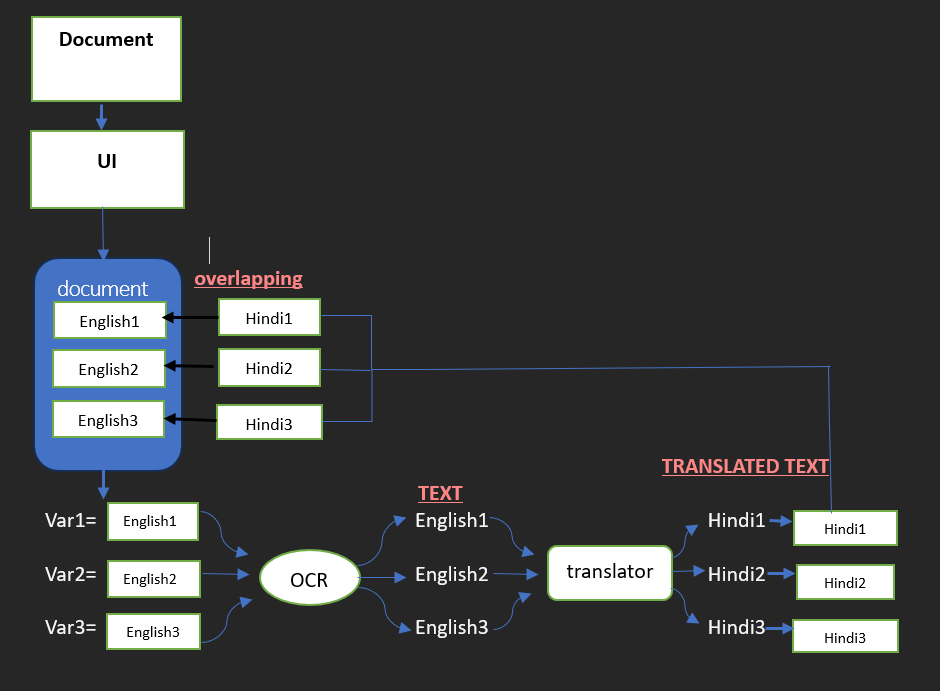 Document
UI
document
overlapping
English1
Hindi1
English2
Hindi2
English3
Hindi3
TRANSLATED TEXT
TEXT
Var1=
English1
English1
Hindi1
Hindi1
Var2=
English2
OCR
English2
translator
Hindi2
Hindi2
Var3=
English3
English3
Hindi3
Hindi3